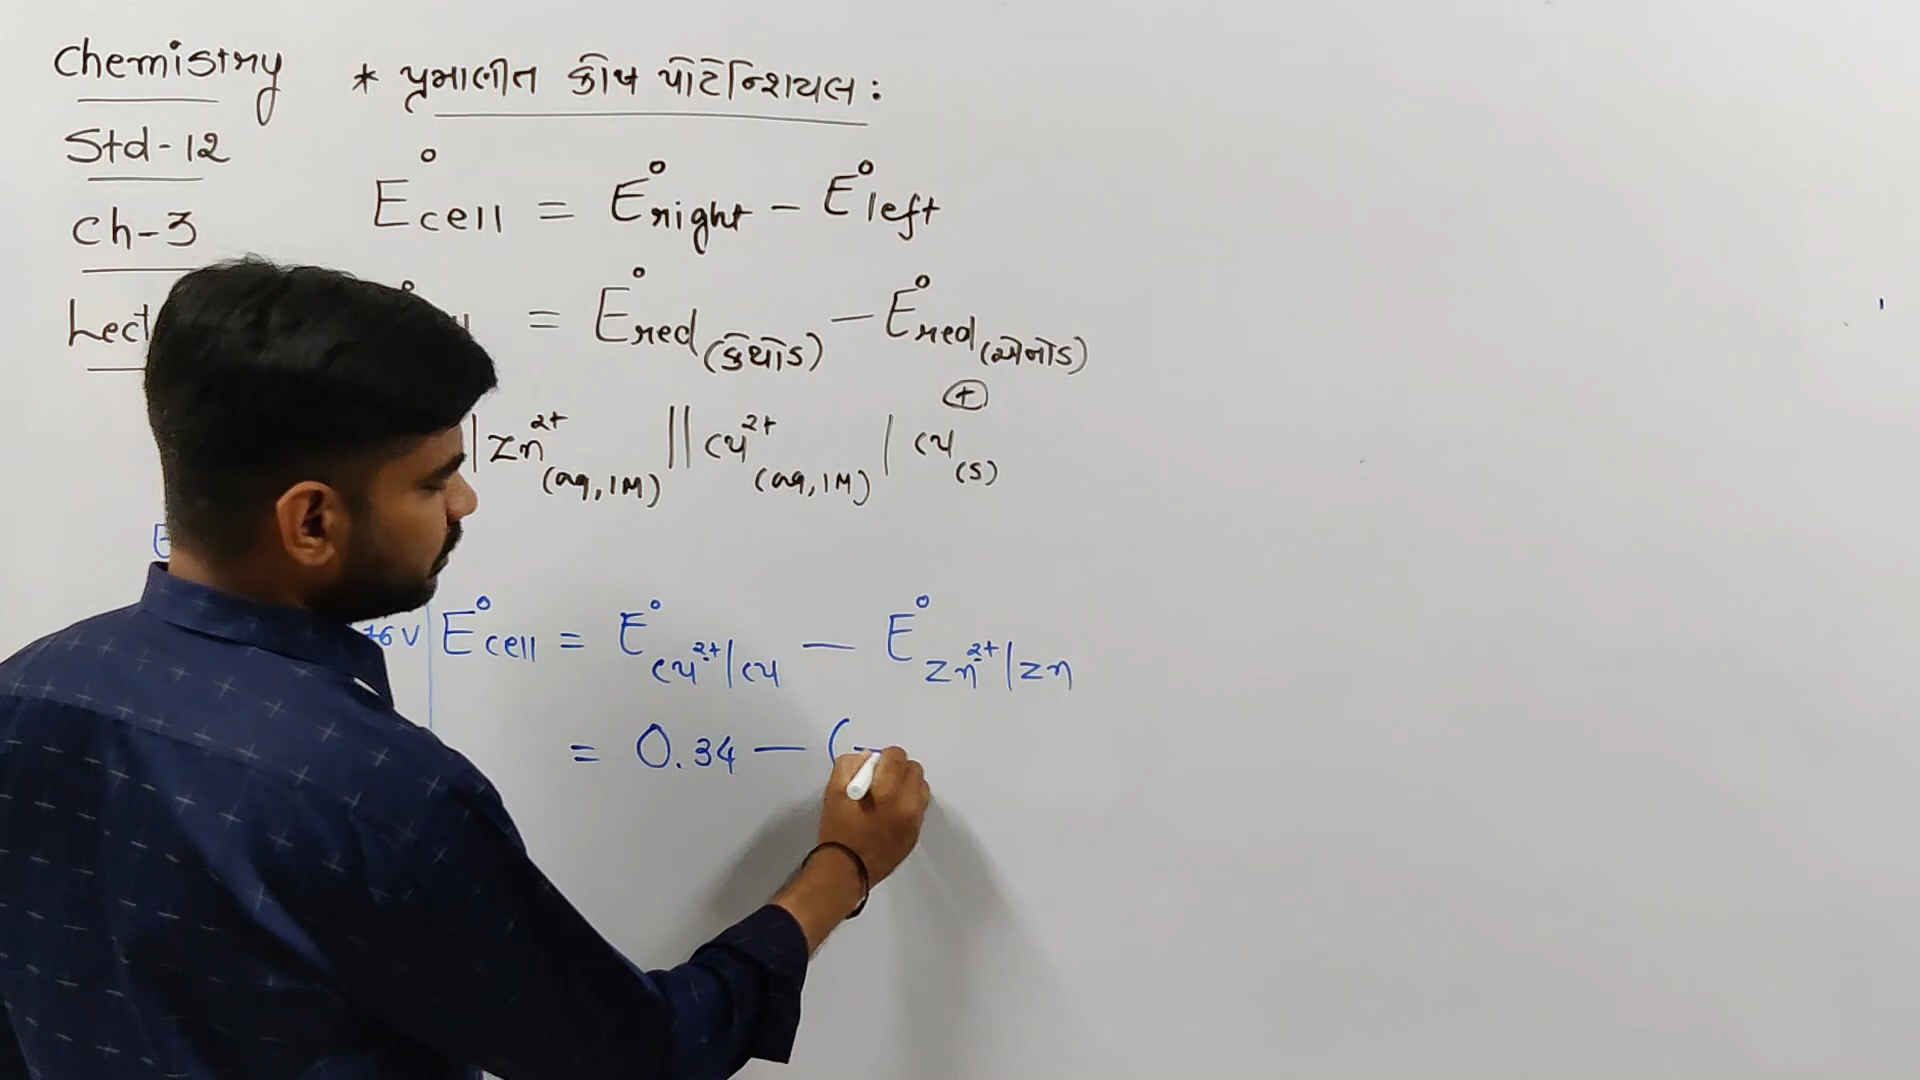 Chemistry
Std-12
Ch-3
Lect
* પ્રમાણીત કોષ પોટેન્શિયલ :
E°cell = E°right - E°left
= E°red (કેથોડ) - E°red (એનોડ)
(+)
| Zn²⁺ (aq, 1M) || Cu²⁺ (aq, 1M) | Cu (s)
E
76 V
E°cell = E°Cu²⁺|Cu - E°Zn²⁺|Zn
= 0.34 - (-